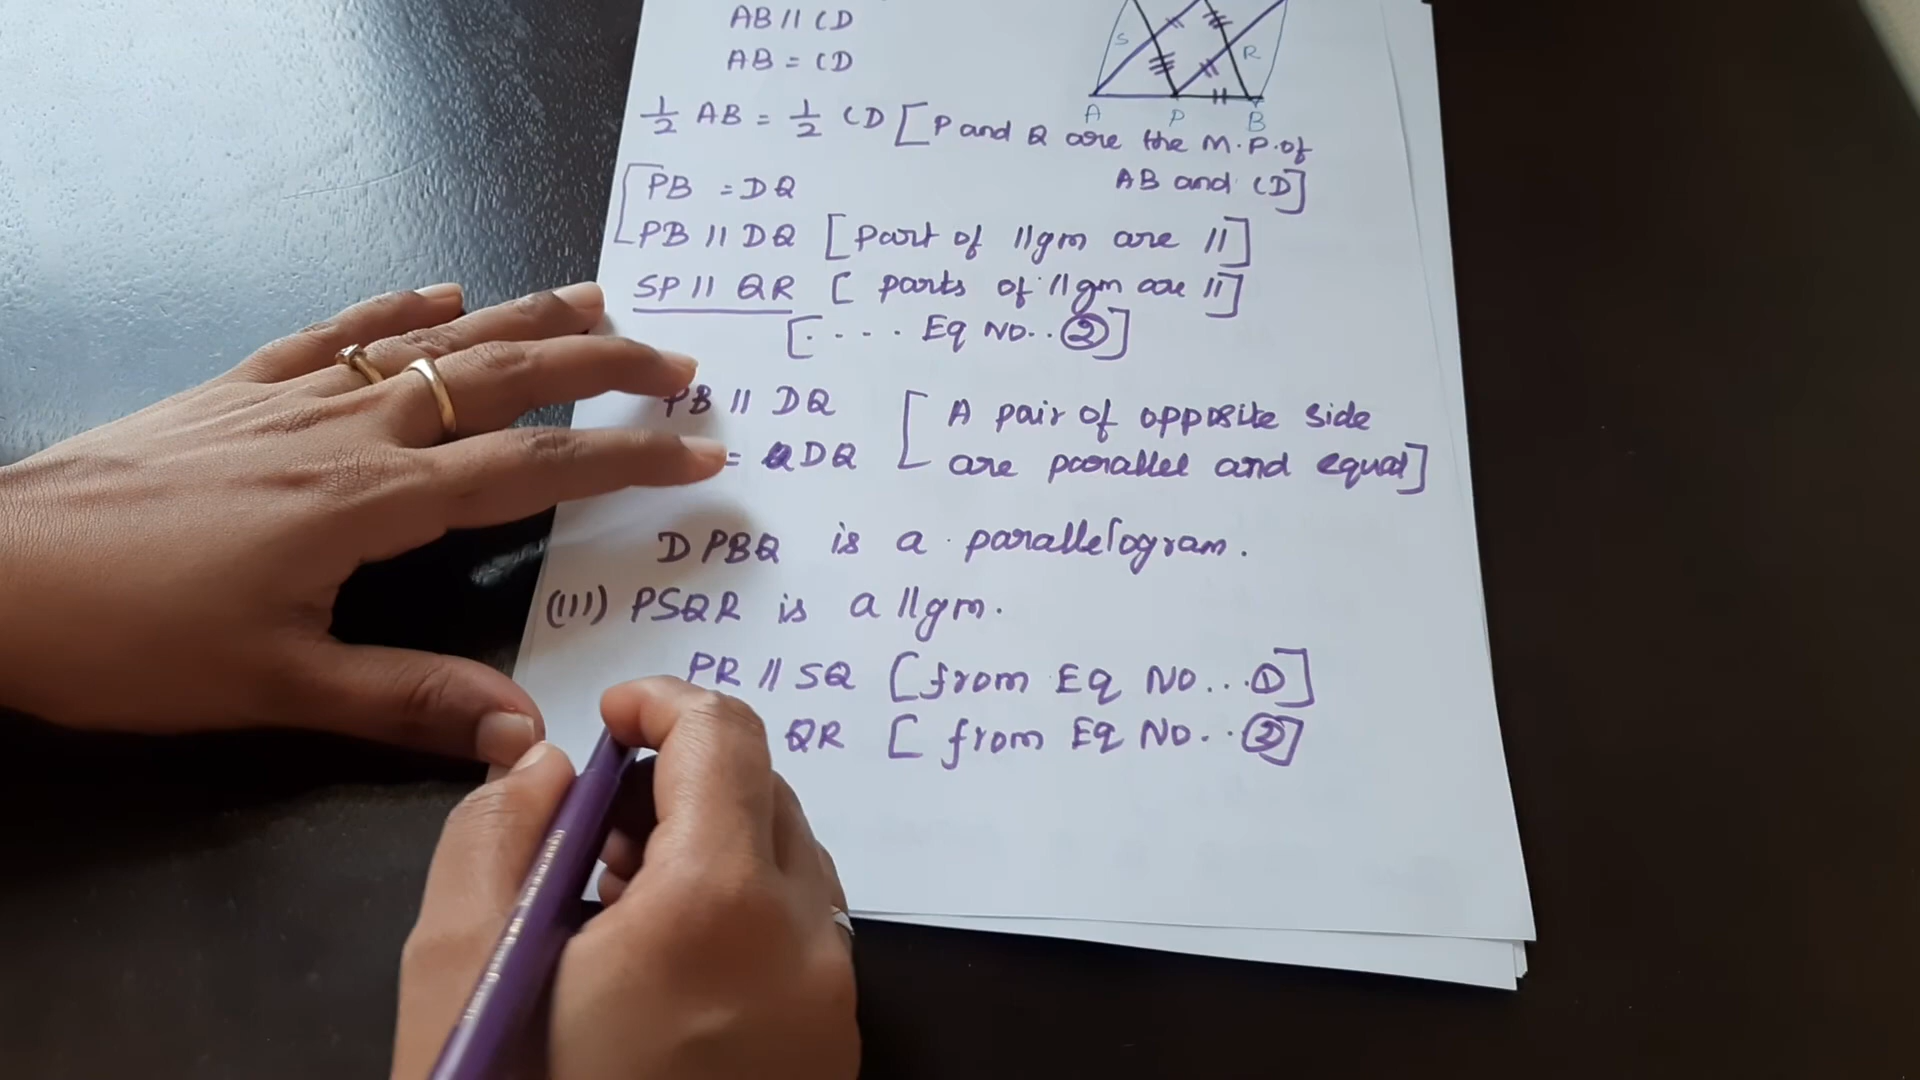 AB // CD
AB = CD
S
R
A P B
1/2 AB = 1/2 CD [P and Q are the M.P. of
AB and CD]
PB = DQ
PB // DQ [Part of //gm are //]
SP // QR [parts of //gm are //]
[. . . . Eq No.. ②]
PB // DQ [A pair of opposite side
= DQ are parallel and equal]
DPBQ is a parallelogram.
(III) PSQR is a //gm.
PR // SQ [from Eq No... ①]
QR [from Eq No... ②]